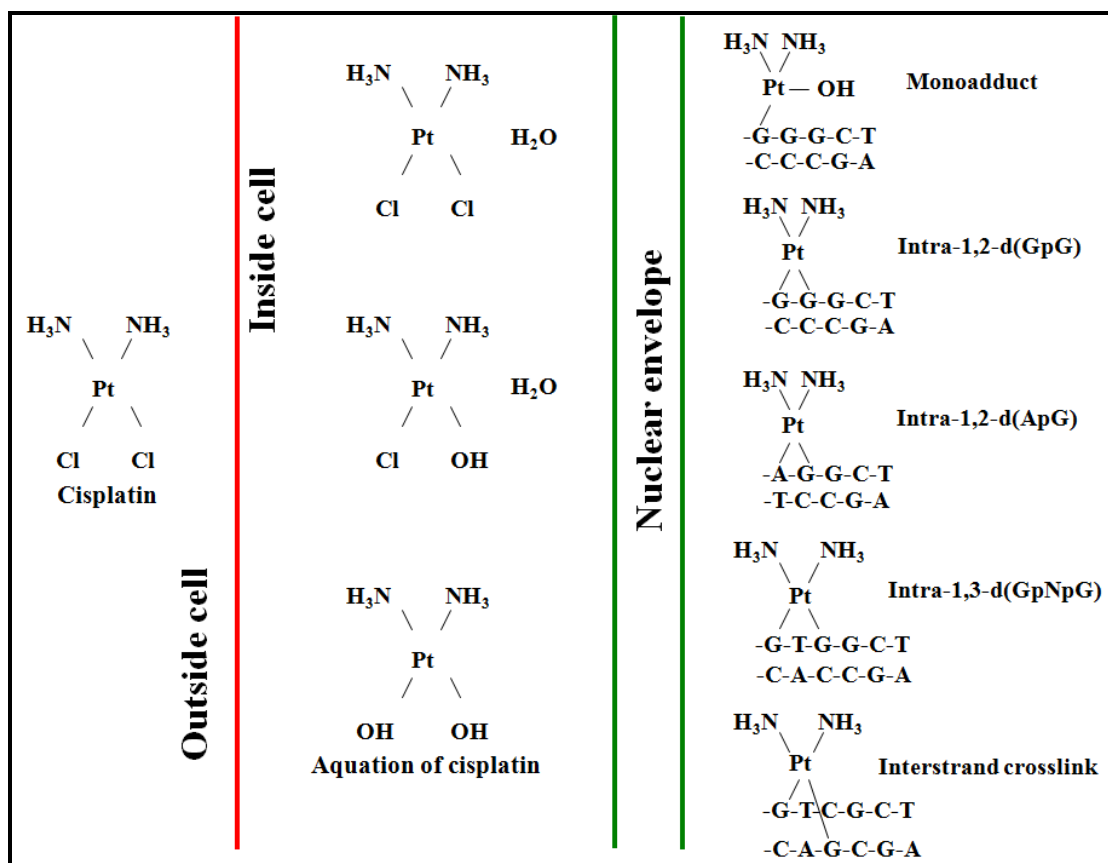 H₃N NH₃
Pt
Cl Cl
Cisplatin
Outside cell
Inside cell
H₃N NH₃
Pt H₂O
Cl Cl
H₃N NH₃
Pt H₂O
Cl OH
H₃N NH₃
Pt
OH OH
Aquation of cisplatin
Nuclear envelope
H₃N NH₃
Pt — OH Monoadduct
-G-G-G-C-T
-C-C-C-G-A
H₃N NH₃
Pt Intra-1,2-d(GpG)
-G-G-G-C-T
-C-C-C-G-A
H₃N NH₃
Pt Intra-1,2-d(ApG)
-A-G-G-C-T
-T-C-C-G-A
H₃N NH₃
Pt Intra-1,3-d(GpNpG)
-G-T-G-G-C-T
-C-A-C-C-G-A
H₃N NH₃
Pt Interstrand crosslink
-G-T-C-G-C-T
-C-A-G-C-G-A